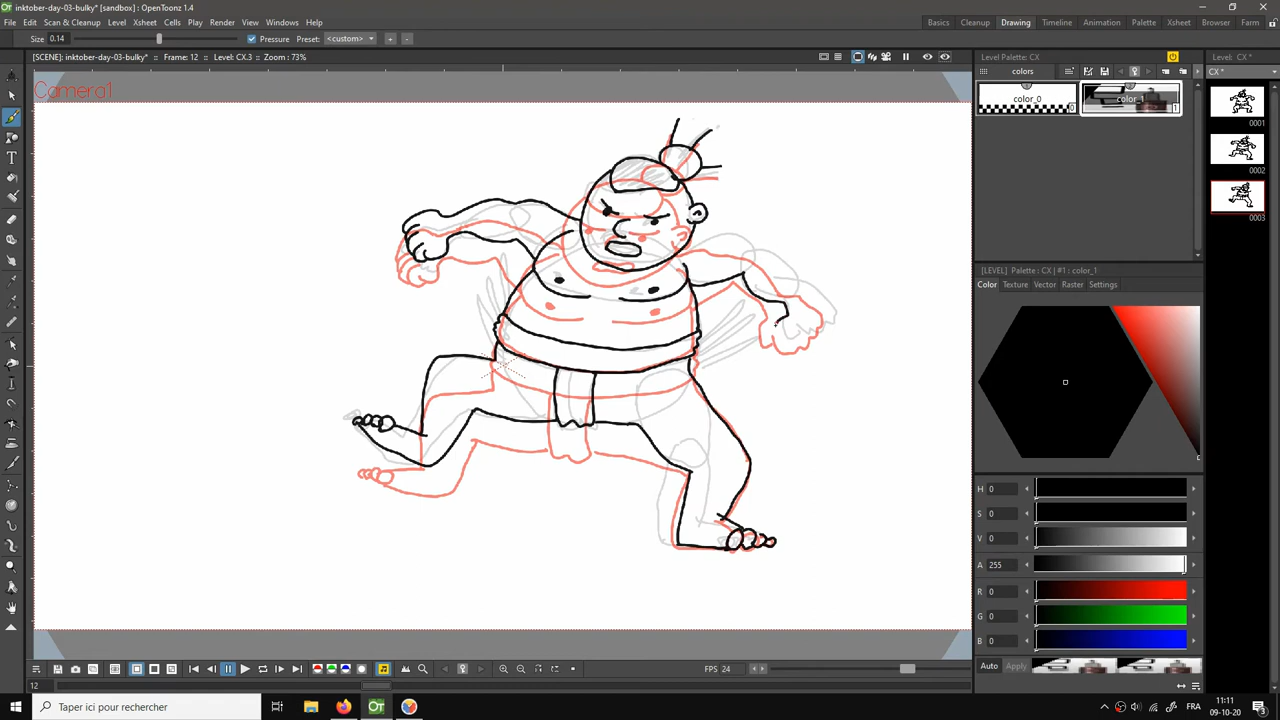 inktober-day-03-bulky* [sandbox] : OpenToonz 1.4
File Edit Scan & Cleanup Level Xsheet Cells Play Render View Windows Help
Basics Cleanup Drawing Timeline Animation Palette Xsheet Browser Farm
Size 0.14 Pressure Preset: <custom> + -
[SCENE]: inktober-day-03-bulky* :: Frame: 12 :: Level: CX.3 :: Zoom : 73%
Level Palette: CX
Level: CX*
colors
CX*
Camera1
color_0 0
color_1 1
0001
0002
0003
[LEVEL] Palette : CX | #1 : color_1
Color Texture Vector Raster Settings
H 0
S 0
V 0
A 255
R 0
G 0
B 0
FPS 24
Auto Apply
12
OT Taper ici pour rechercher
FRA
11:11
09-10-20
3